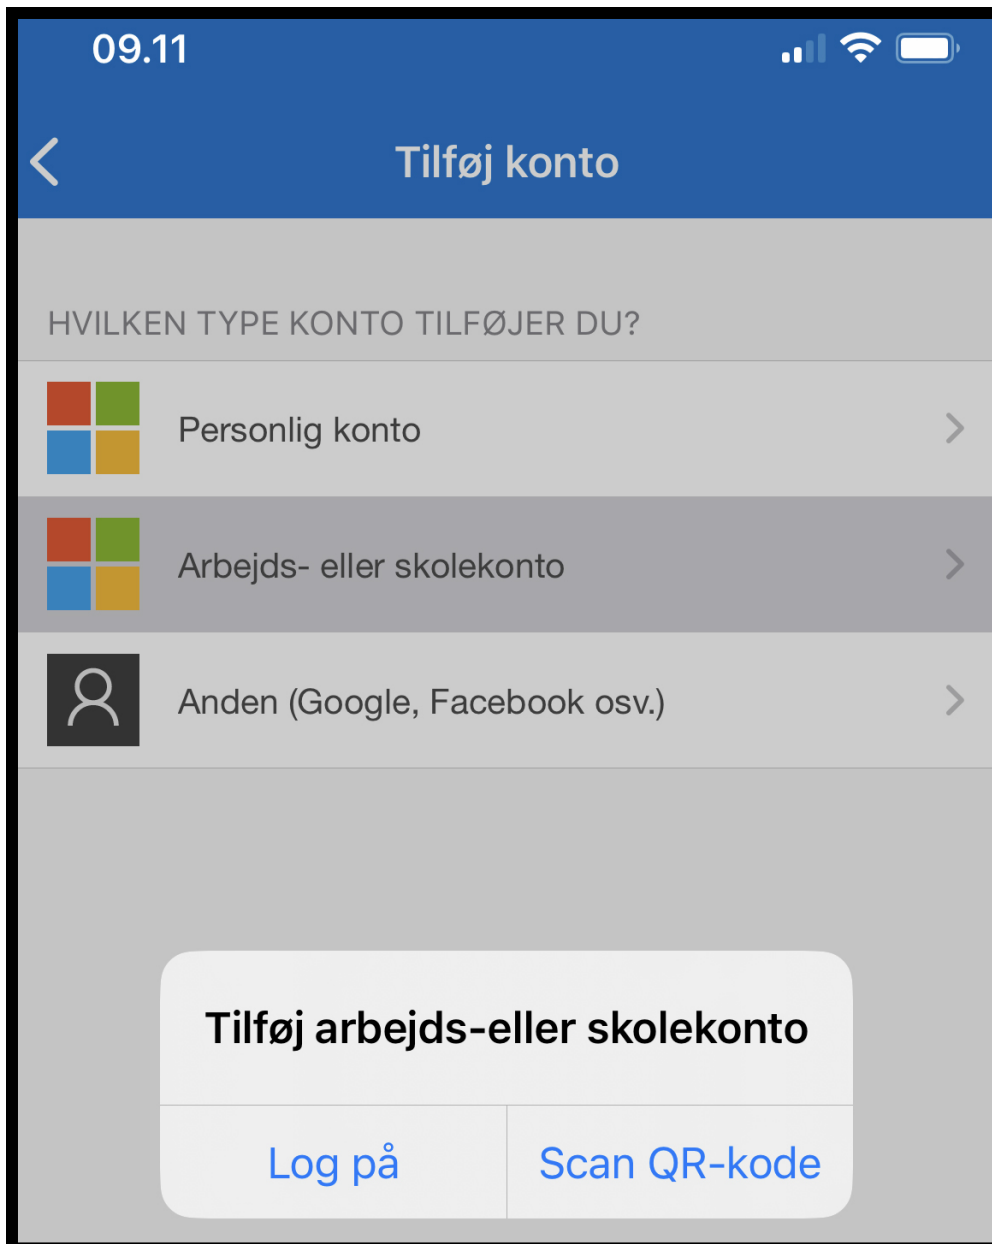 09.11
Tilføj konto
HVILKEN TYPE KONTO TILFØJER DU?
Personlig konto
Arbejds- eller skolekonto
Anden (Google, Facebook osv.)
Tilføj arbejds-eller skolekonto
Log på
Scan QR-kode